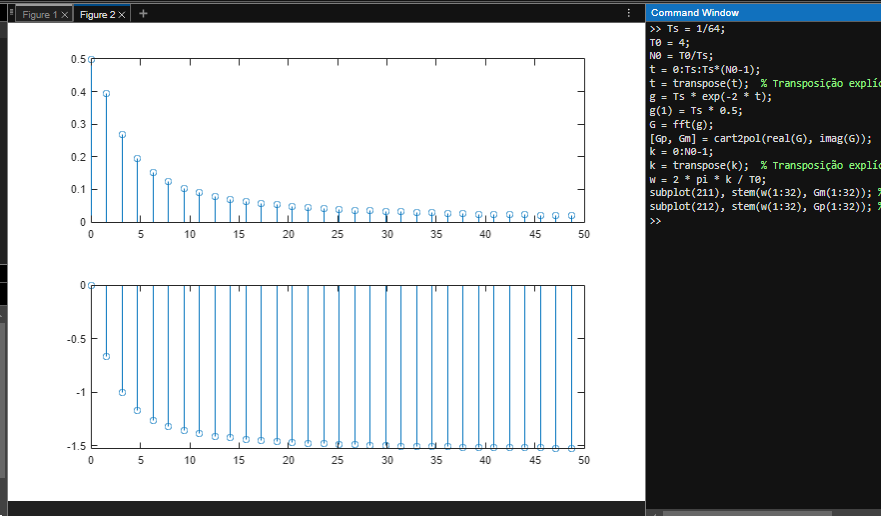 Figure 1 × Figure 2 × +
Command Window
0.5
0.4
0.3
0.2
0.1
0
0 5 10 15 20 25 30 35 40 45 50
0
-0.5
-1
-1.5
0 5 10 15 20 25 30 35 40 45 50
>> Ts = 1/64;
T0 = 4;
N0 = T0/Ts;
t = 0:Ts:Ts*(N0-1);
t = transpose(t);  % Transposição explíc
g = Ts * exp(-2 * t);
g(1) = Ts * 0.5;
G = fft(g);
[Gp, Gm] = cart2pol(real(G), imag(G));
k = 0:N0-1;
k = transpose(k);  % Transposição explíc
w = 2 * pi * k / T0;
subplot(211), stem(w(1:32), Gm(1:32)); %
subplot(212), stem(w(1:32), Gp(1:32)); %
>>